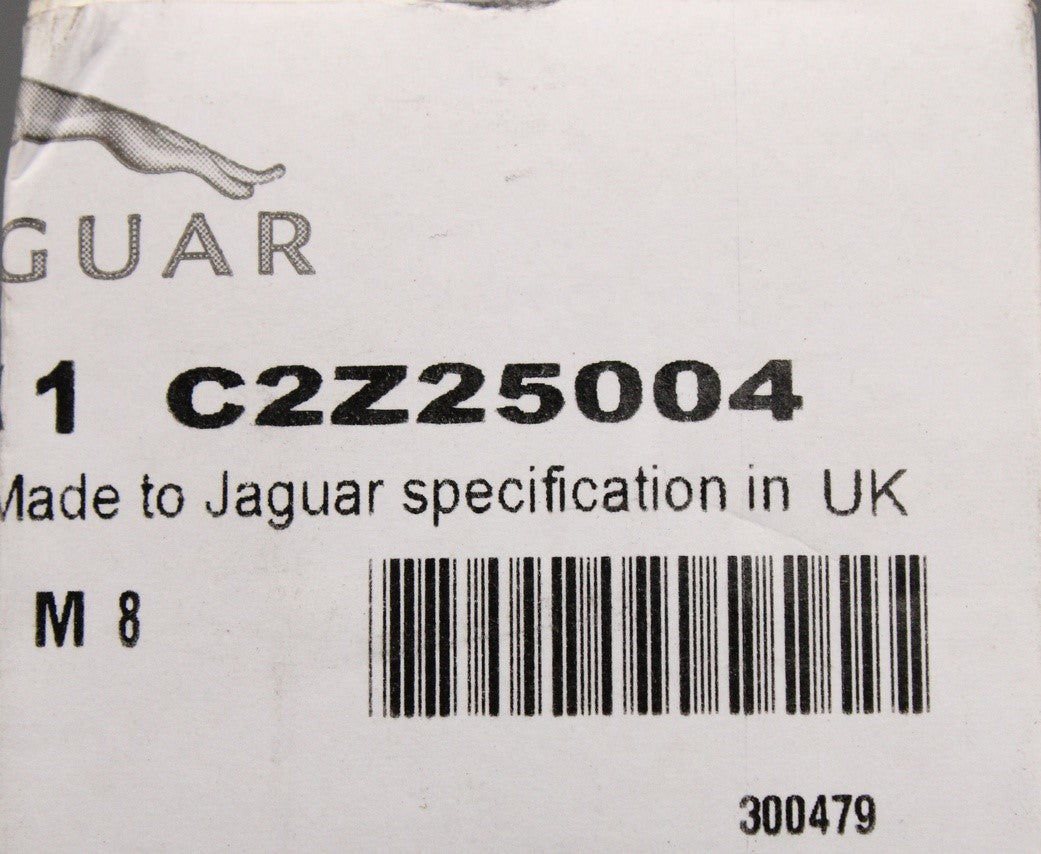 GUAR
1 C2Z25004
Made to Jaguar specification in UK
M 8
300479